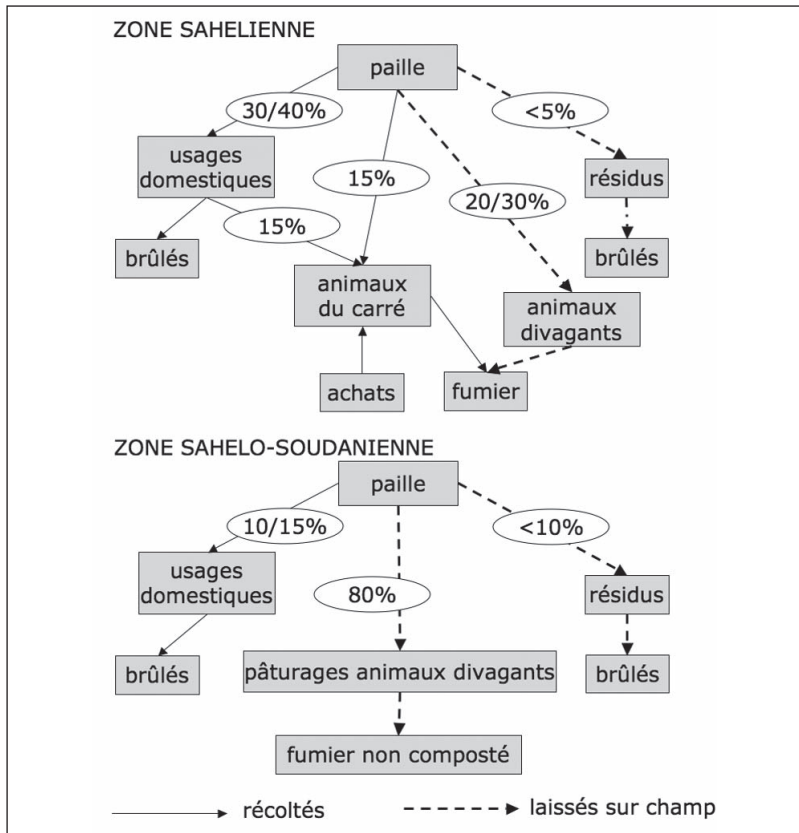 ZONE SAHELIENNE
paille
30/40%
<5%
usages
domestiques
15%
20/30%
résidus
15%
brûlés
brûlés
animaux
du carré
animaux
divagants
achats
fumier
ZONE SAHELO-SOUDANIENNE
paille
10/15%
<10%
usages
domestiques
80%
résidus
brûlés
pâturages animaux divagants
brûlés
fumier non composté
récoltés
laissés sur champ